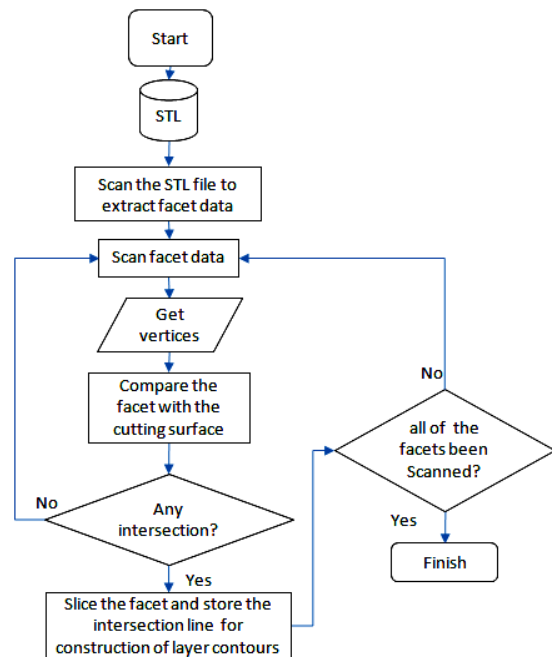 Start
STL
Scan the STL file to
extract facet data
Scan facet data
Get
vertices
Compare the
facet with the
cutting surface
No
Any
intersection?
Yes
Slice the facet and store the
intersection line for
construction of layer contours
No
all of the
facets been
Scanned?
Yes
Finish